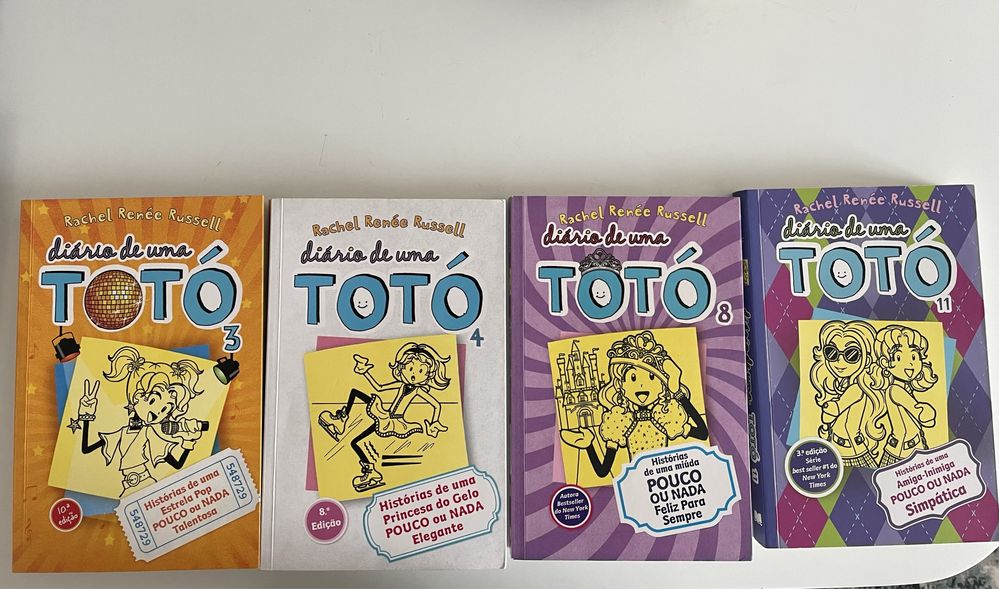 Rachel Renée Russell
diário de uma
TOTÓ
3
548729
Histórias de uma
Estrela Pop
POUCO ou NADA
Talentosa
548729
10.ª
edição
Rachel Renée Russell
diário de uma
TOTÓ
4
8.ª
Edição
Histórias de uma
Princesa do Gelo
POUCO ou NADA
Elegante
Rachel Renée Russell
diário de uma
TOTÓ
8
Histórias
de uma miúda
POUCO
OU NADA
Feliz Para
Sempre
Autora
Bestseller
do New York
Times
Rachel Renée Russell
diário de uma
TOTÓ
11
3.ª edição
Série
best seller #1 do
New York
Times
Histórias de uma
Amiga-Inimiga
POUCO OU NADA
Simpática